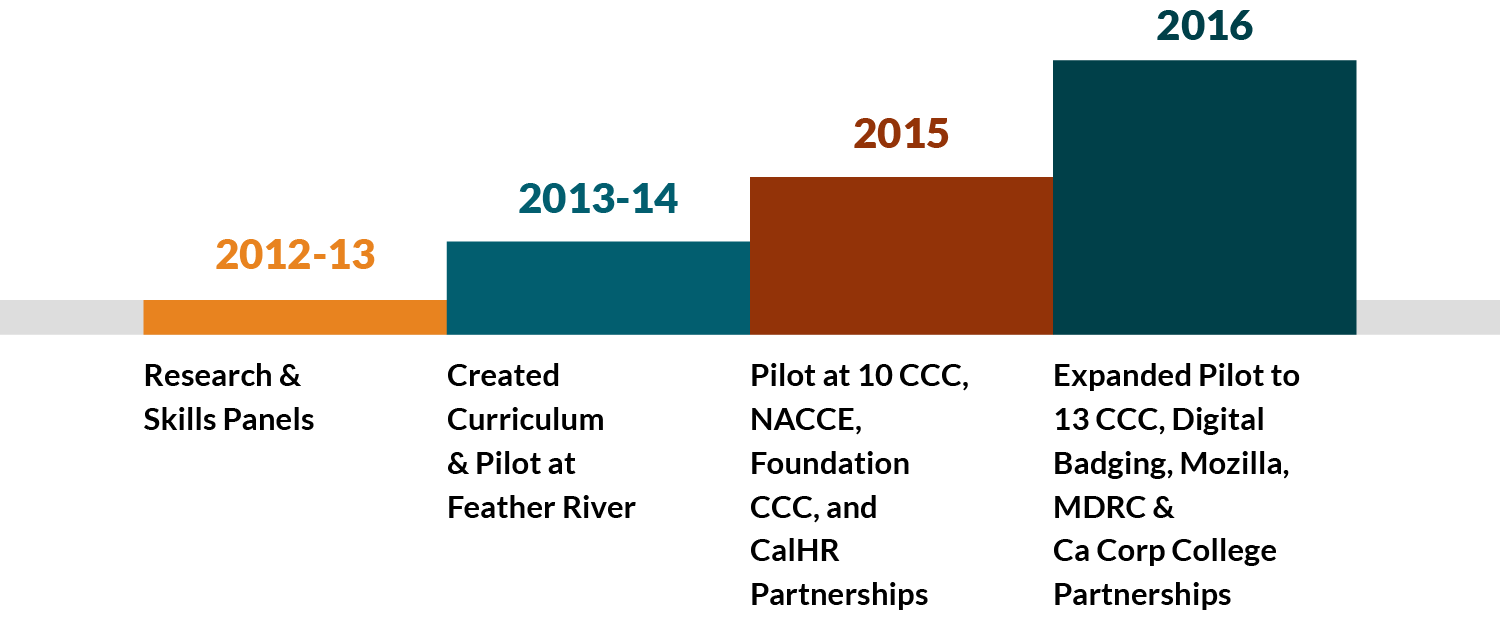 2012-13
Research &
Skills Panels
2013-14
Created
Curriculum
& Pilot at
Feather River
2015
Pilot at 10 CCC,
NACCE,
Foundation
CCC, and
CalHR
Partnerships
2016
Expanded Pilot to
13 CCC, Digital
Badging, Mozilla,
MDRC &
Ca Corp College
Partnerships